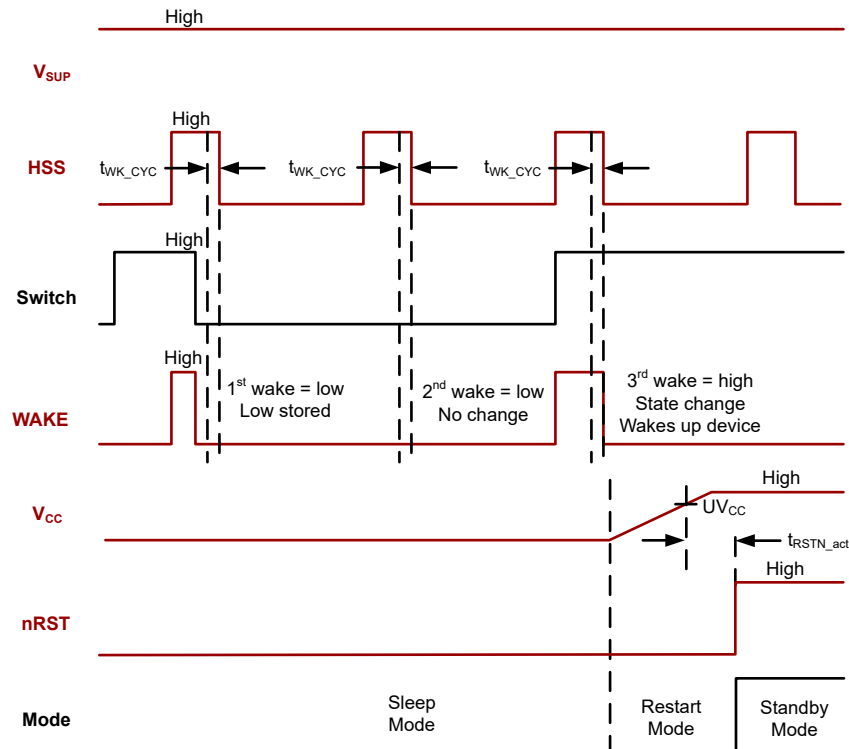 High
VSUP
High
HSS
tWK_CYC
tWK_CYC
tWK_CYC
High
Switch
High
WAKE
1st wake = low
Low stored
2nd wake = low
No change
3rd wake = high
State change
Wakes up device
High
VCC
UVCC
tRSTN_act
High
nRST
Mode
Sleep
Mode
Restart
Mode
Standby
Mode